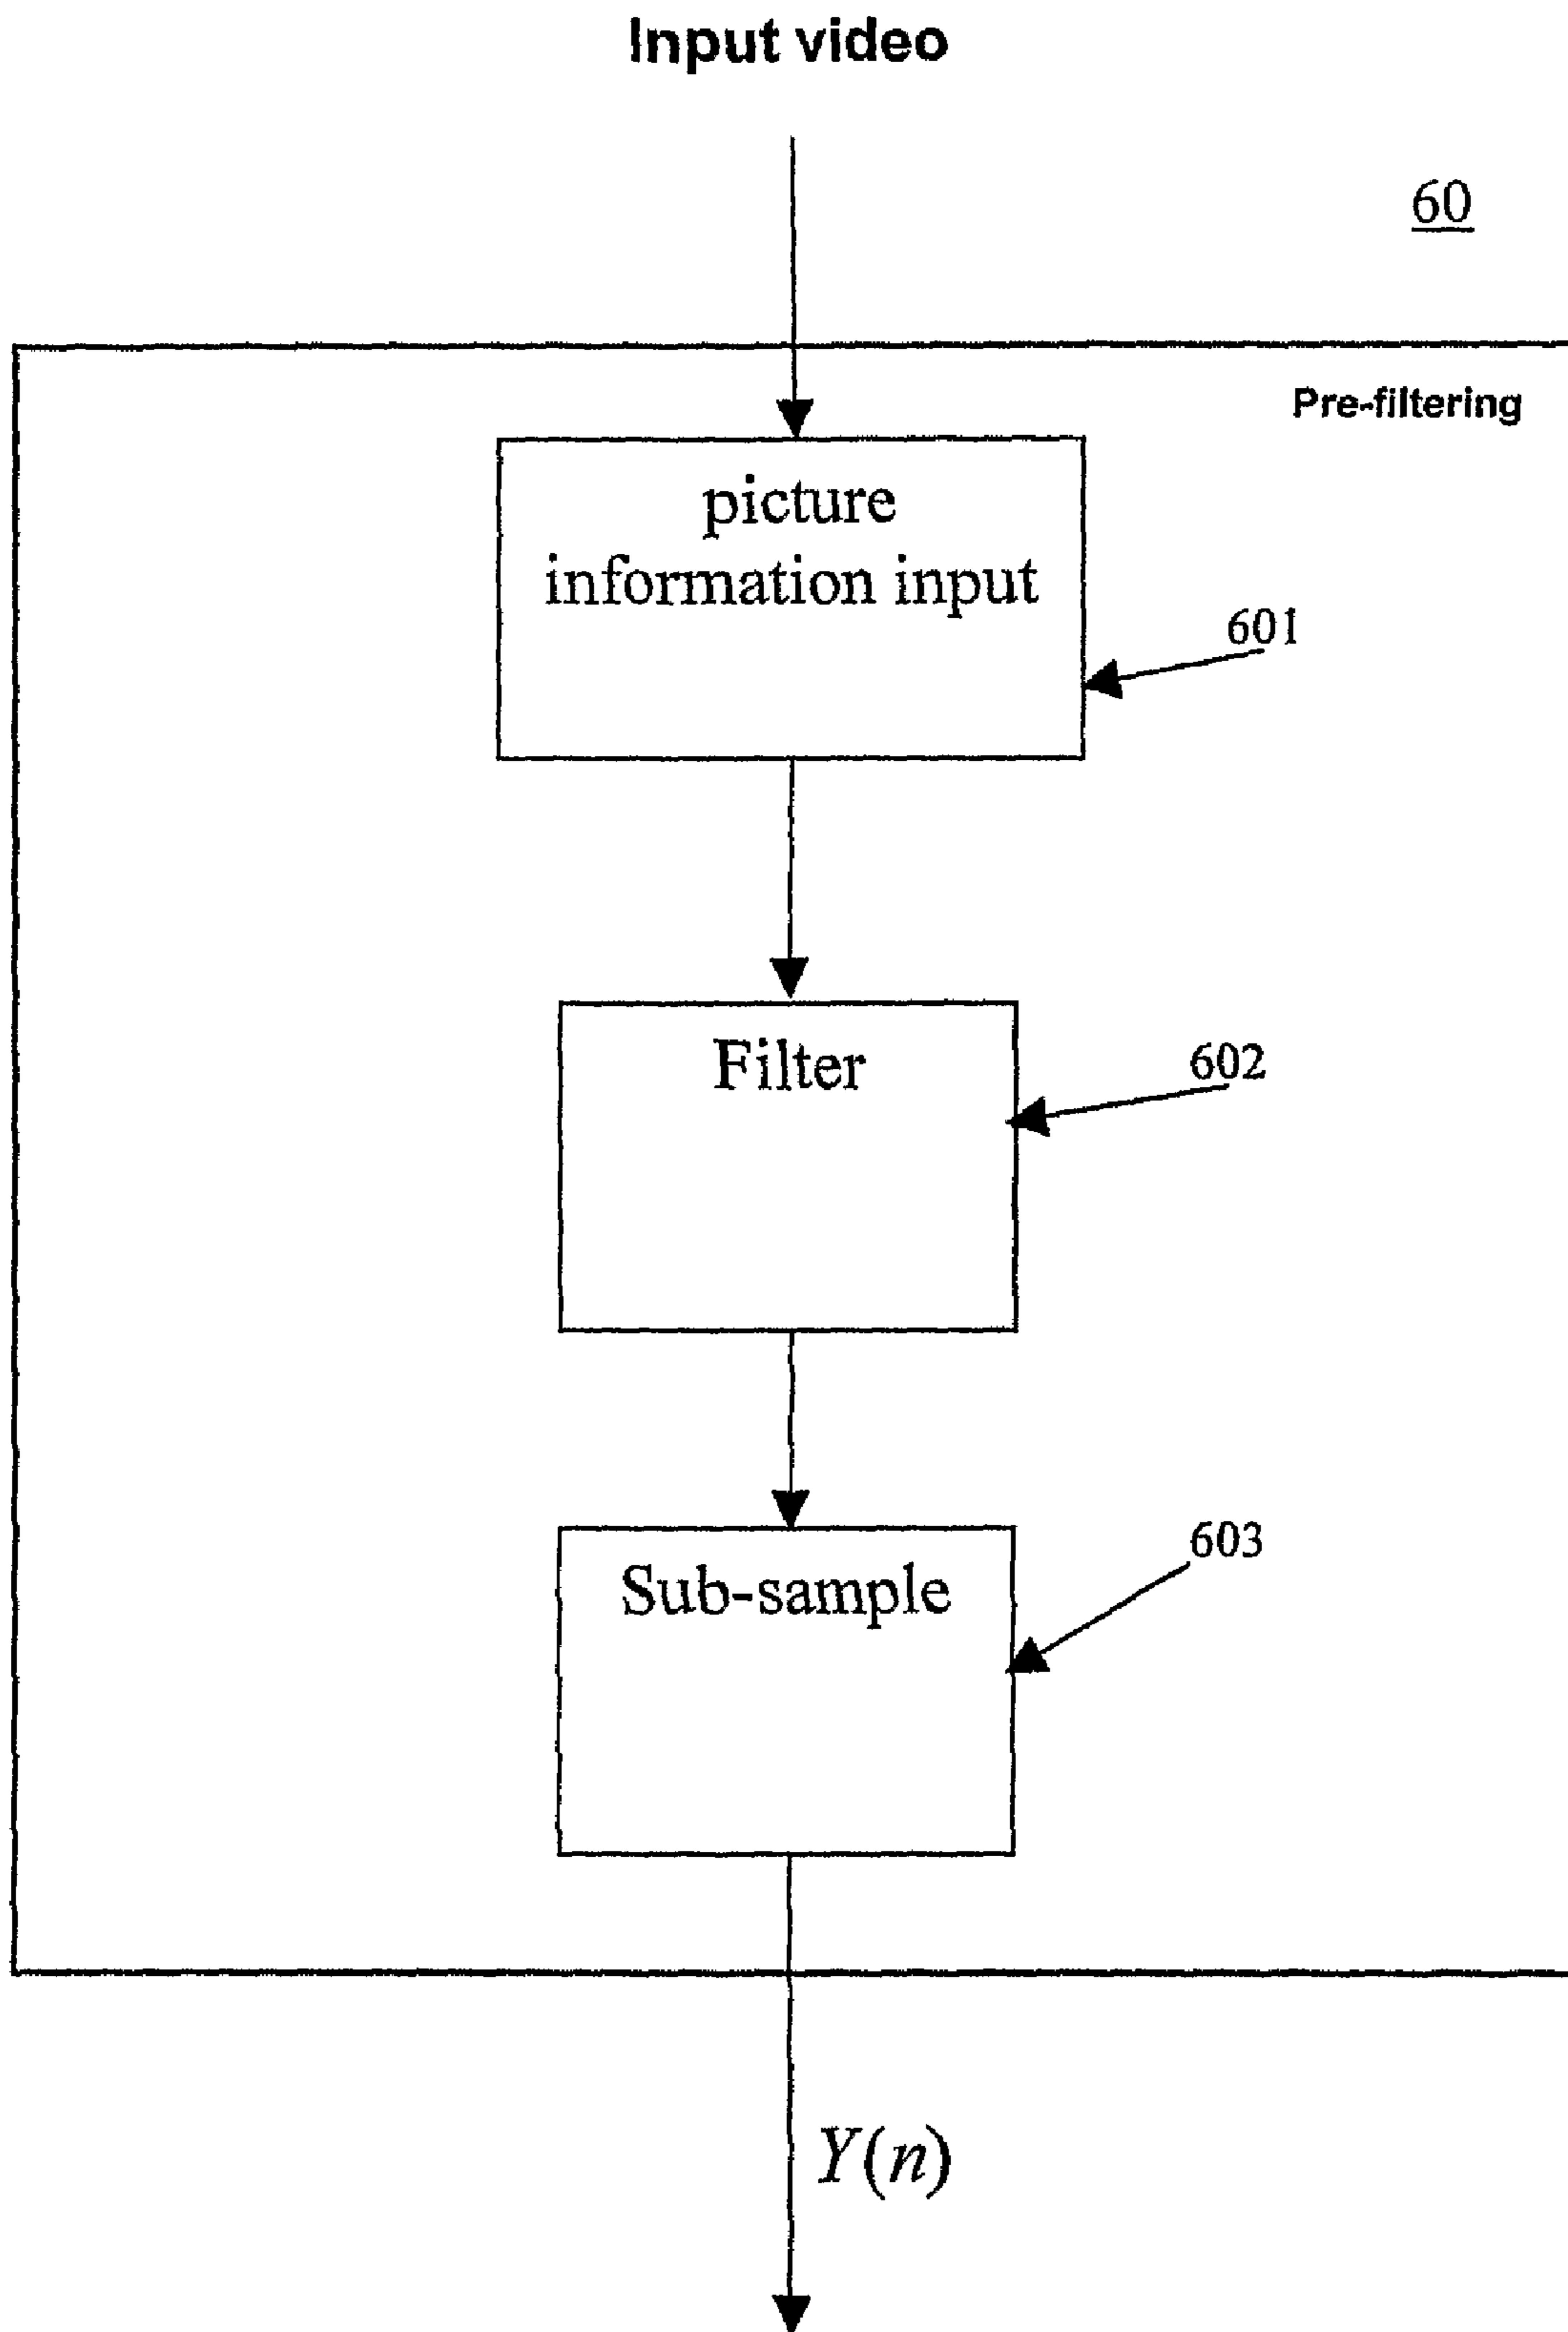 Input video
60
Pre-filtering
picture
information input
601
Filter
602
Sub-sample
603
Y(n)